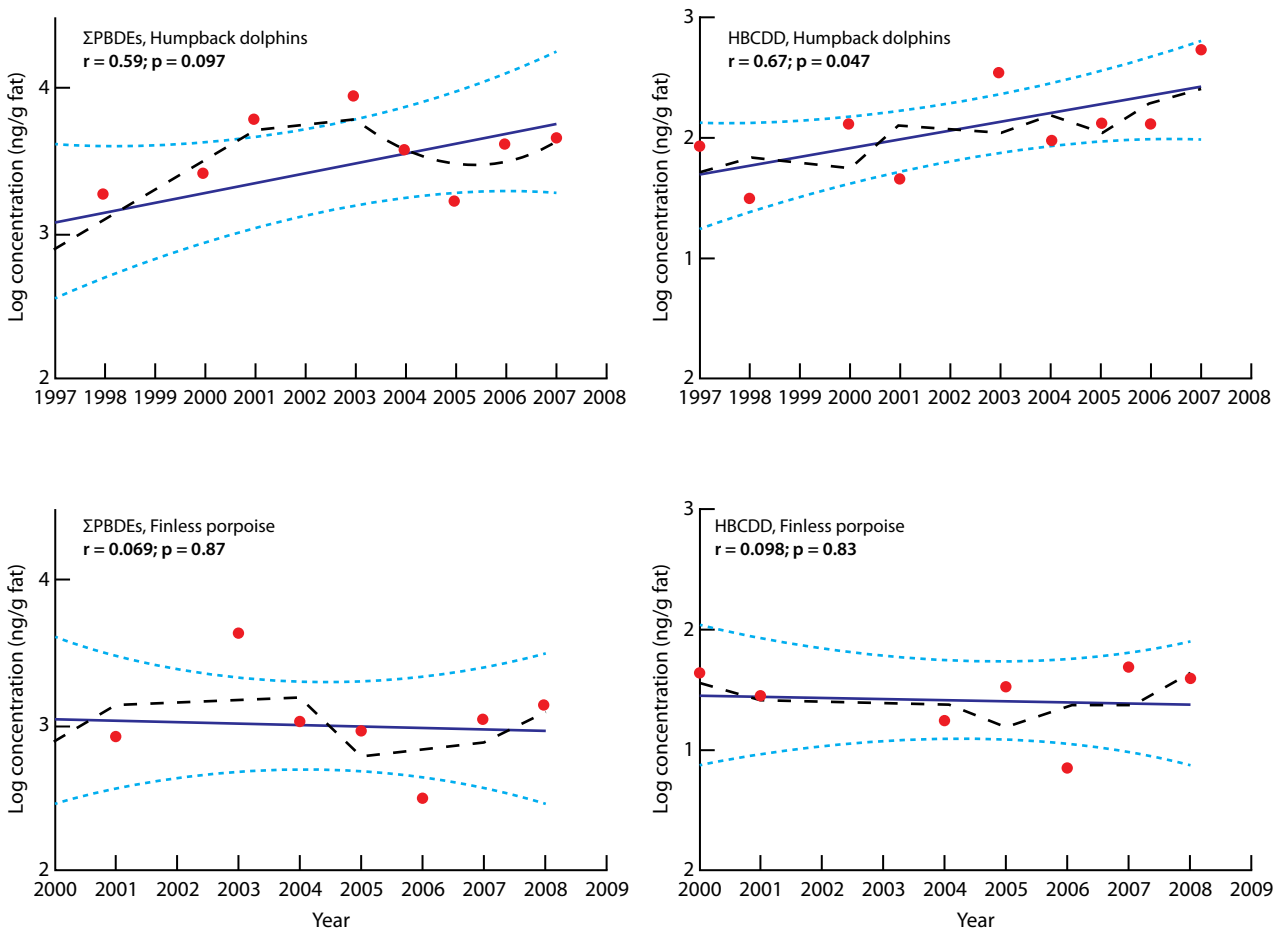 ΣPBDEs, Humpback dolphins
r = 0.59; p = 0.097
Log concentration (ng/g fat)
4
3
2
1997 1998 1999 2000 2001 2002 2003 2004 2005 2006 2007 2008
HBCDD, Humpback dolphins
r = 0.67; p = 0.047
Log concentration (ng/g fat)
3
2
1
2
1997 1998 1999 2000 2001 2002 2003 2004 2005 2006 2007 2008
ΣPBDEs, Finless porpoise
r = 0.069; p = 0.87
Log concentration (ng/g fat)
4
3
2
2000 2001 2002 2003 2004 2005 2006 2007 2008 2009
Year
HBCDD, Finless porpoise
r = 0.098; p = 0.83
Log concentration (ng/g fat)
3
2
1
2
2000 2001 2002 2003 2004 2005 2006 2007 2008 2009
Year